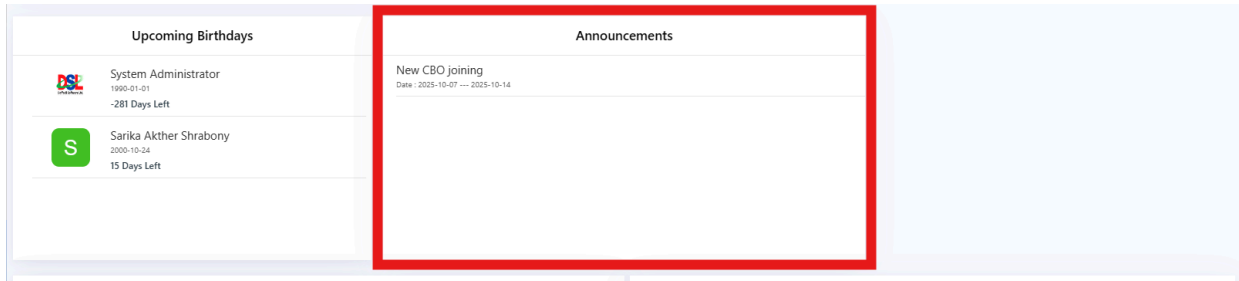 Upcoming Birthdays
DSL
System Administrator
1990-01-01
-281 Days Left
S
Sarika Akther Shrabony
2000-10-24
15 Days Left
Announcements
New CBO joining
Date : 2025-10-07 --- 2025-10-14